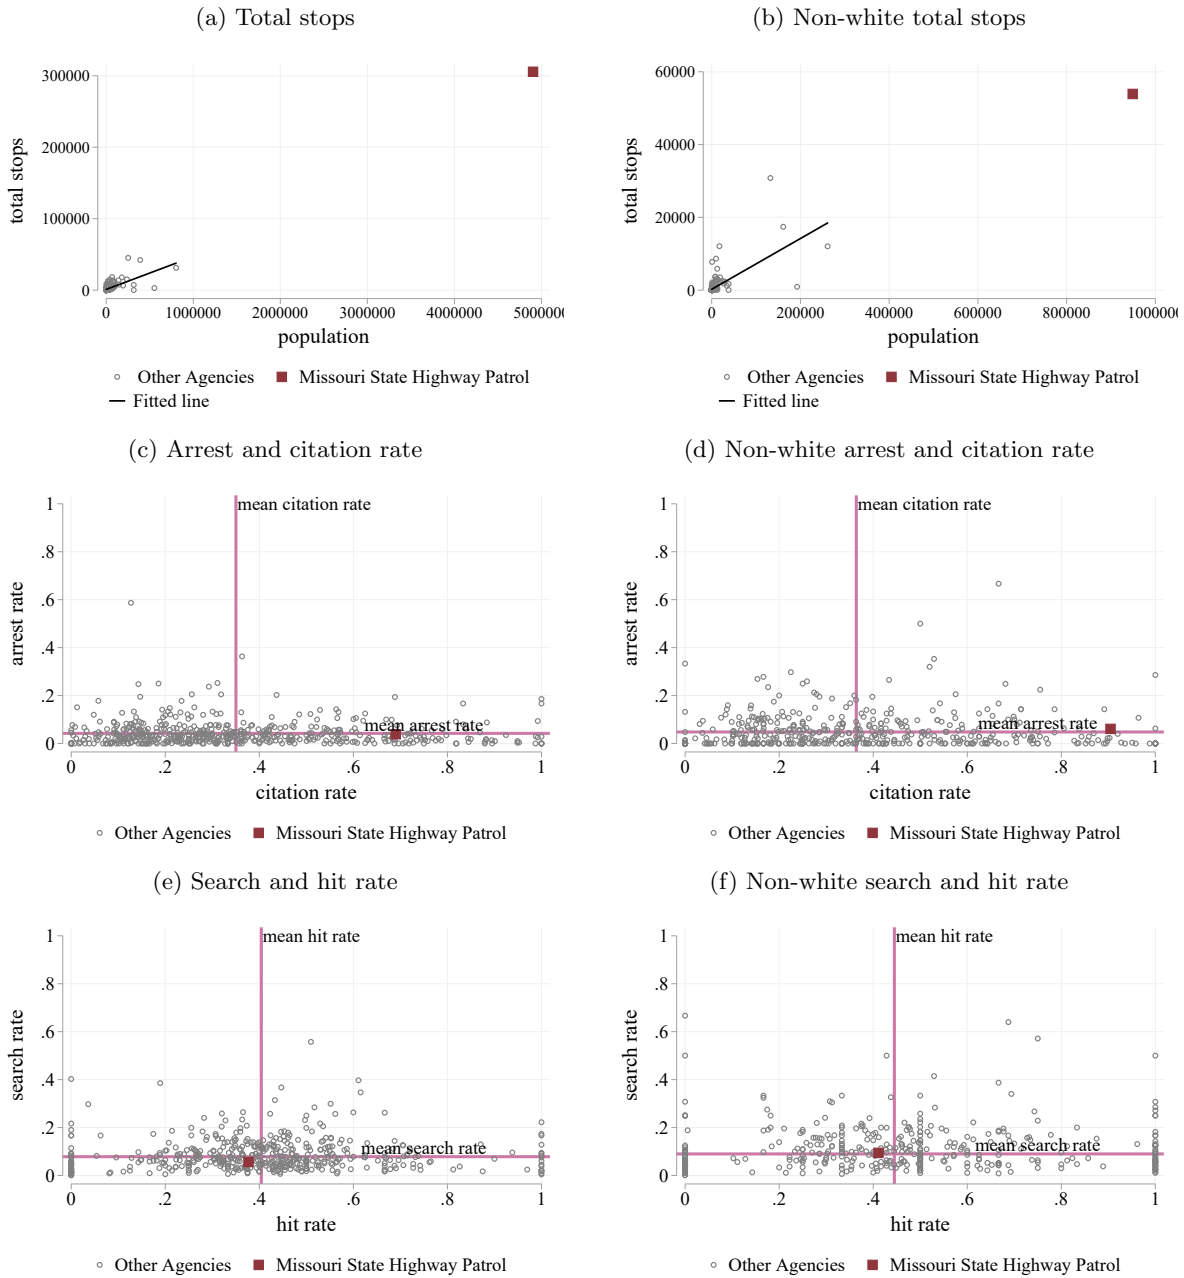 (a) Total stops
total stops
300000
200000
100000
0
0 1000000 2000000 3000000 4000000 5000000
population
Other Agencies Missouri State Highway Patrol
Fitted line
(b) Non-white total stops
total stops
60000
40000
20000
0
0 200000 400000 600000 800000 1000000
population
Other Agencies Missouri State Highway Patrol
Fitted line
(c) Arrest and citation rate
mean citation rate
arrest rate
1
.8
.6
.4
.2
0
mean arrest rate
0 .2 .4 .6 .8 1
citation rate
Other Agencies Missouri State Highway Patrol
(d) Non-white arrest and citation rate
mean citation rate
arrest rate
1
.8
.6
.4
.2
0
mean arrest rate
0 .2 .4 .6 .8 1
citation rate
Other Agencies Missouri State Highway Patrol
(e) Search and hit rate
mean hit rate
search rate
1
.8
.6
.4
.2
0
mean search rate
0 .2 .4 .6 .8 1
hit rate
Other Agencies Missouri State Highway Patrol
(f) Non-white search and hit rate
mean hit rate
search rate
1
.8
.6
.4
.2
0
mean search rate
0 .2 .4 .6 .8 1
hit rate
Other Agencies Missouri State Highway Patrol